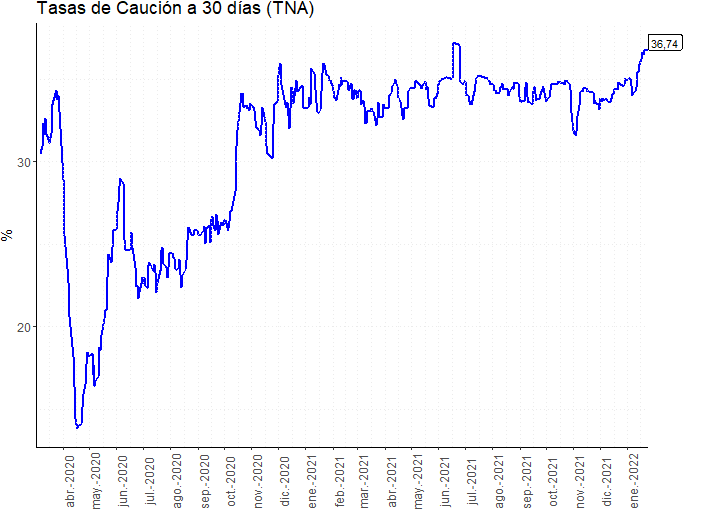 Tasas de Caución a 30 días (TNA)
36,74
30
%
20
abr.-2020
may.-2020
jun.-2020
jul.-2020
ago.-2020
sep.-2020
oct.-2020
nov.-2020
dic.-2020
ene.-2021
feb.-2021
mar.-2021
abr.-2021
may.-2021
jun.-2021
jul.-2021
ago.-2021
sep.-2021
oct.-2021
nov.-2021
dic.-2021
ene.-2022